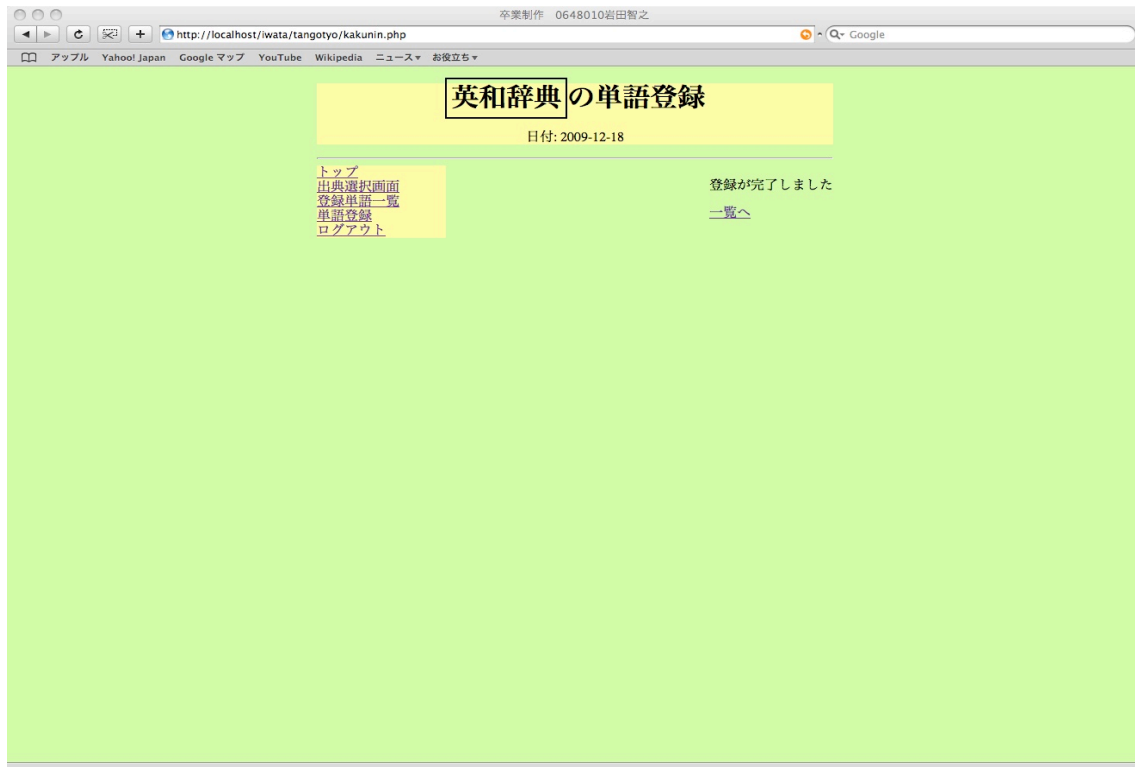 卒業制作 0648010岩田智之
http://localhost/iwata/tangotyo/kakunin.php
Google
アップル Yahoo! Japan Google マップ YouTube Wikipedia ニュース▼ お役立ち▼
英和辞典の単語登録
日付: 2009-12-18
トップ
出典選択画面
登録単語一覧
単語登録
ログアウト
登録が完了しました
一覧へ